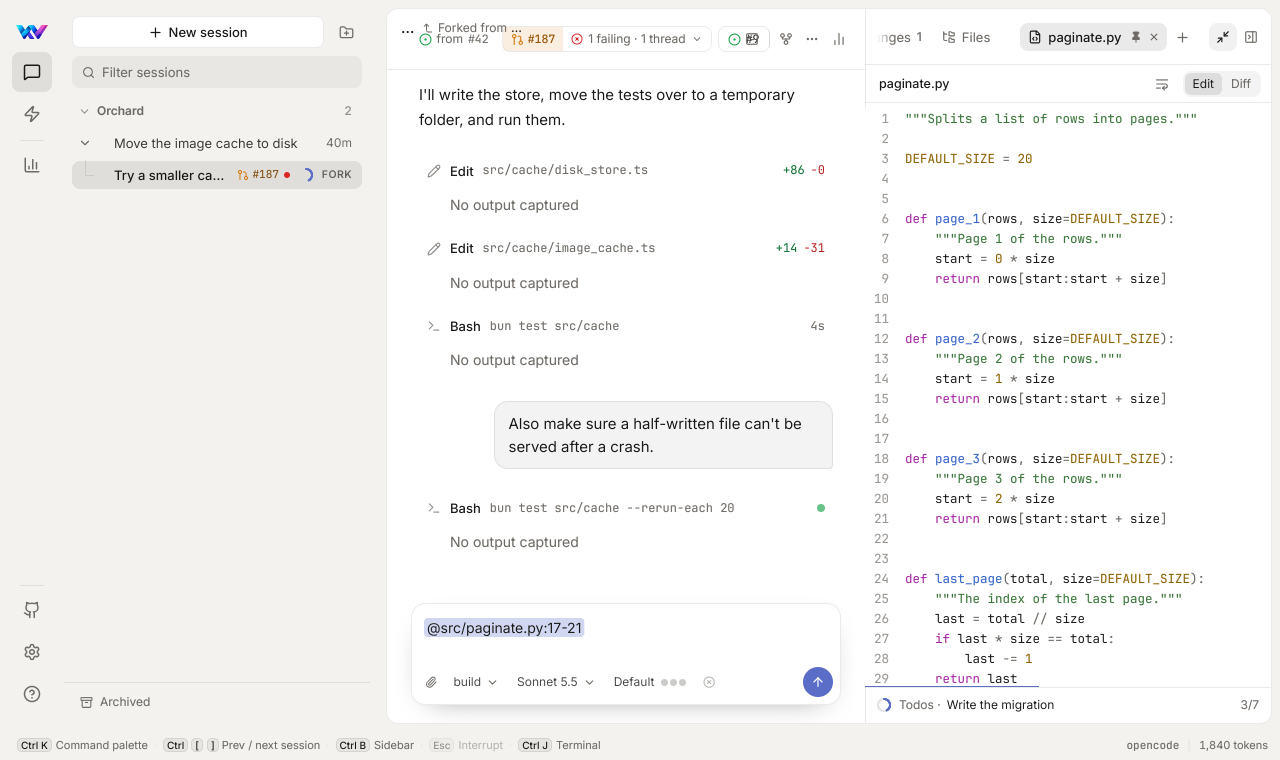 New session
Filter sessions
Orchard 2
Move the image cache to disk 40m
Try a smaller ca... #187 FORK
Archived
Forked from ...
from #42 #187 1 failing · 1 thread
I'll write the store, move the tests over to a temporary
folder, and run them.
Edit src/cache/disk_store.ts +86 -0
No output captured
Edit src/cache/image_cache.ts +14 -31
No output captured
Bash bun test src/cache 4s
No output captured
Also make sure a half-written file can't be
served after a crash.
Bash bun test src/cache --rerun-each 20
No output captured
@src/paginate.py:17-21
build Sonnet 5.5 Default
nges 1 Files paginate.py
paginate.py Edit Diff
1 """Splits a list of rows into pages."""
2
3 DEFAULT_SIZE = 20
4
5
6 def page_1(rows, size=DEFAULT_SIZE):
7 """Page 1 of the rows."""
8 start = 0 * size
9 return rows[start:start + size]
10
11
12 def page_2(rows, size=DEFAULT_SIZE):
13 """Page 2 of the rows."""
14 start = 1 * size
15 return rows[start:start + size]
16
17
18 def page_3(rows, size=DEFAULT_SIZE):
19 """Page 3 of the rows."""
20 start = 2 * size
21 return rows[start:start + size]
22
23
24 def last_page(total, size=DEFAULT_SIZE):
25 """The index of the last page."""
26 last = total // size
27 if last * size == total:
28 last -= 1
29 return last
Todos · Write the migration 3/7
Ctrl K Command palette Ctrl [ ] Prev / next session Ctrl B Sidebar Esc Interrupt Ctrl J Terminal
opencode 1,840 tokens